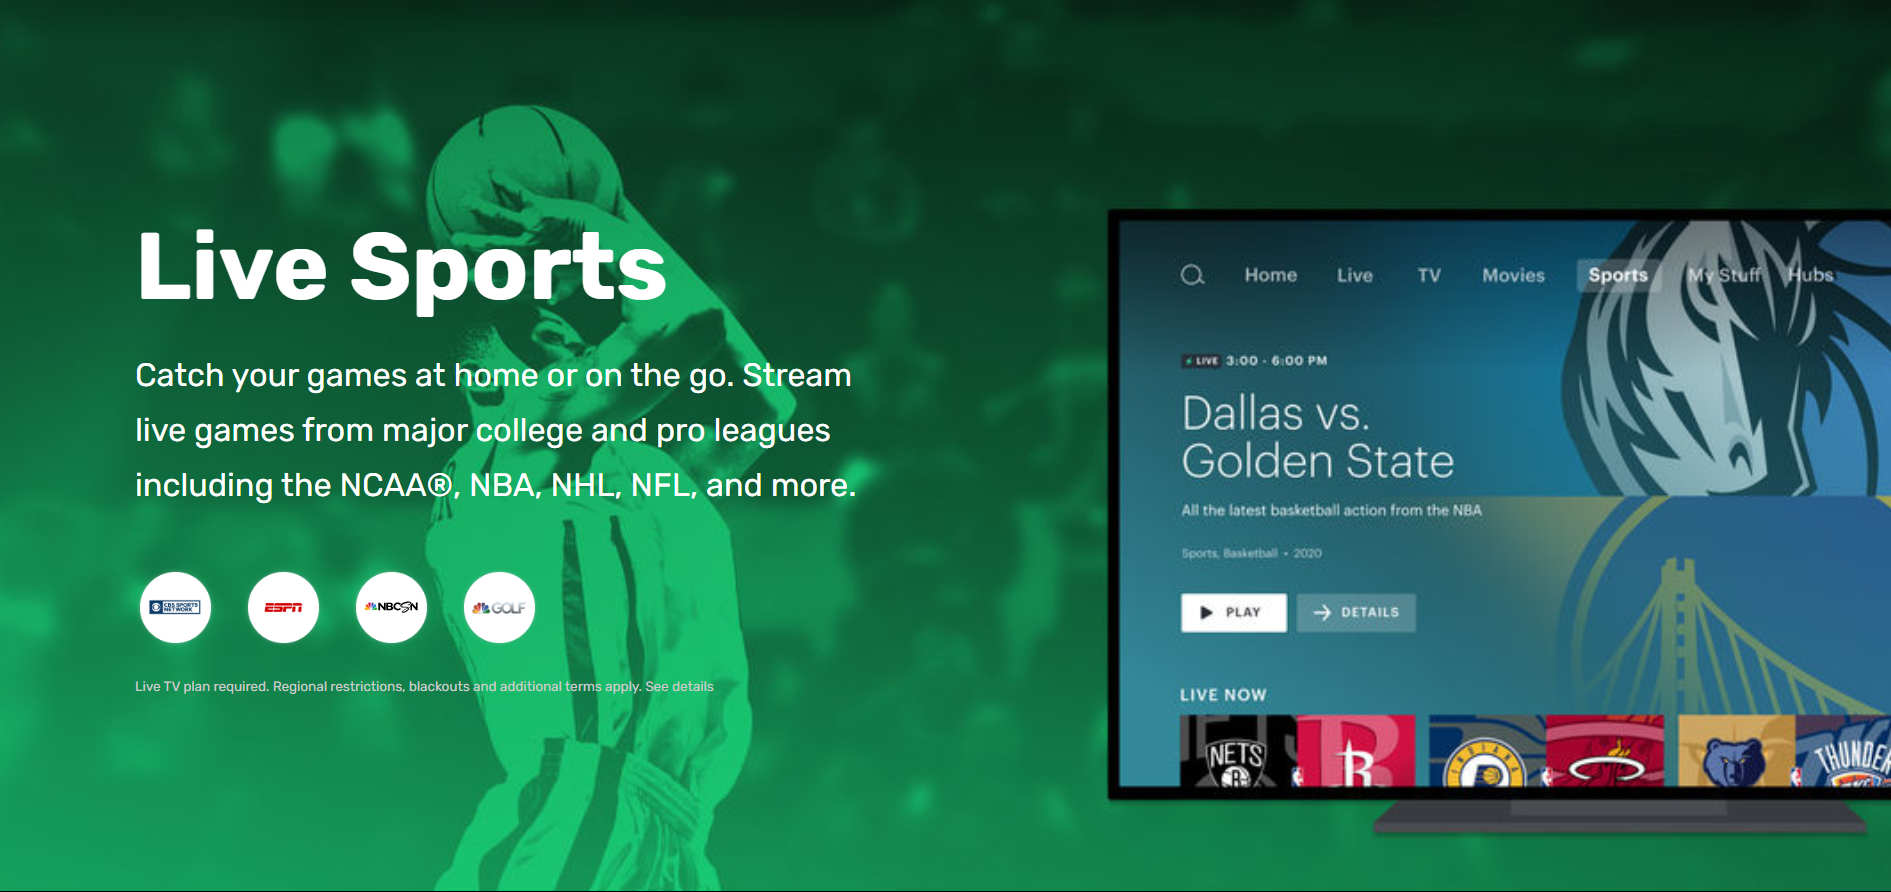 Live Sports
Catch your games at home or on the go. Stream
live games from major college and pro leagues
including the NCAA®, NBA, NHL, NFL, and more.
CBS SPORTS
NETWORK
ESPN
NBCSN
GOLF
Live TV plan required. Regional restrictions, blackouts and additional terms apply. See details
Home Live TV Movies Sports My Stuff Hubs
LIVE 3:00 - 6:00 PM
Dallas vs.
Golden State
All the latest basketball action from the NBA
Sports, Basketball • 2020
PLAY DETAILS
LIVE NOW
NETS
B
R
INDIANA
THUNDER